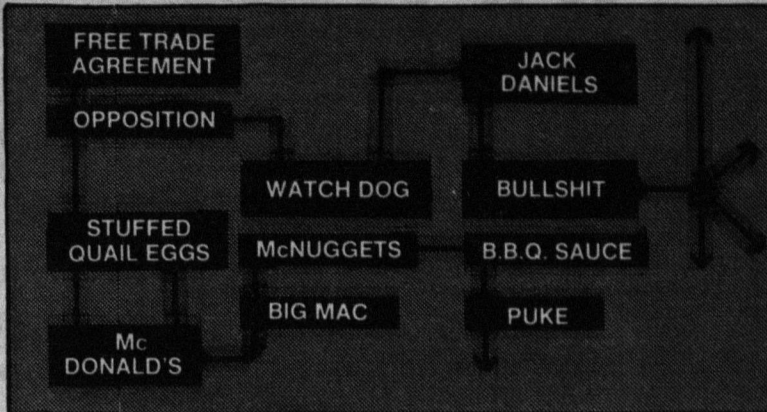 FREE TRADE
AGREEMENT
OPPOSITION
STUFFED
QUAIL EGGS
Mc
DONALD'S
WATCH DOG
McNUGGETS
BIG MAC
JACK
DANIELS
BULLSHIT
B.B.Q. SAUCE
PUKE